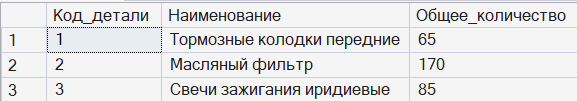 Код_детали Наименование Общее_количество
1 1 Тормозные колодки передние 65
2 2 Масляный фильтр 170
3 3 Свечи зажигания иридиевые 85